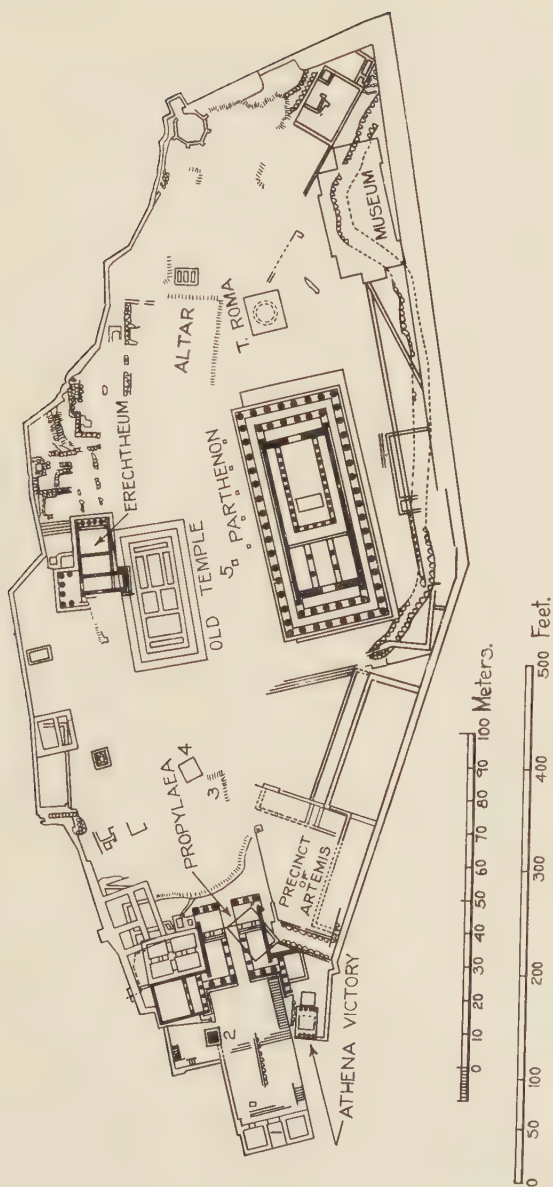 ERECHTHEUM
ALTAR
T. ROMA
MUSEUM
OLD TEMPLE
5 PARTHENON
PROPYLAEA
4
3
2
PRECINCT
OF
ARTEMIS
ATHENA VICTORY
0 10 20 30 40 50 60 70 80 90 100 Meters.
0 50 100 200 400 500 Feet.